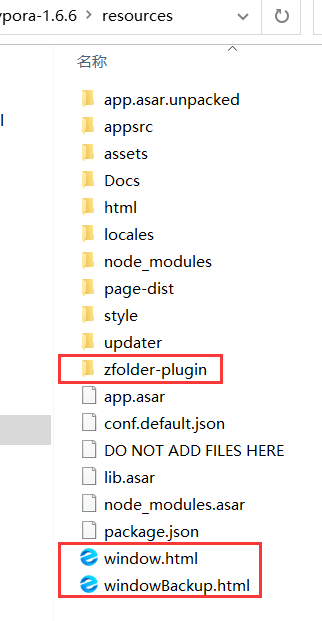 ypora-1.6.6 > resources
名称
app.asar.unpacked
appsrc
assets
Docs
html
locales
node_modules
page-dist
style
updater
zfolder-plugin
app.asar
conf.default.json
DO NOT ADD FILES HERE
lib.asar
node_modules.asar
package.json
window.html
windowBackup.html